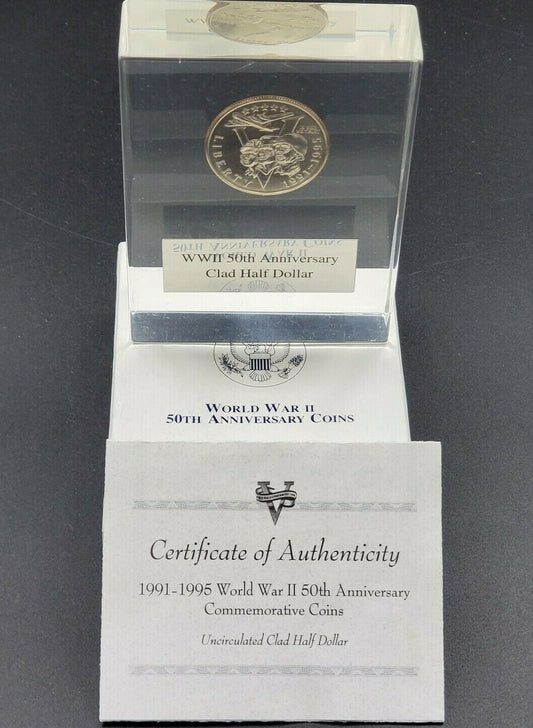 LIBERTY
1991-1995
WWII 50th Anniversary
Clad Half Dollar
WORLD WAR II
50TH ANNIVERSARY COINS
Certificate of Authenticity
1991-1995 World War II 50th Anniversary
Commemorative Coins
Uncirculated Clad Half Dollar